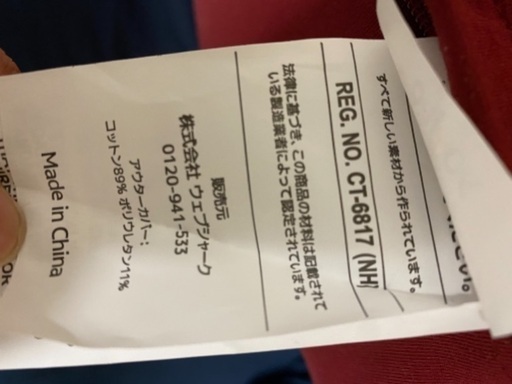 すべて新しい素材から作られています。
REG. NO. CT-6817 (NH
法律に基づき、この商品の材料は記載されて
いる製造業者によって認定されています。
販売元
株式会社 ウェブシャーク
0120-941-533
アウターカバー:
コットン89% ポリウレタン11%
Made in China